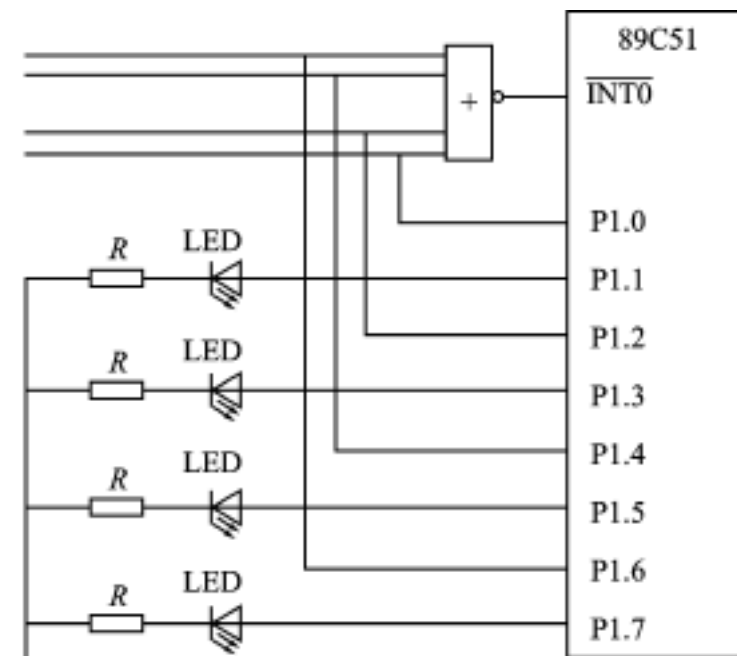 89C51
+
I̅N̅T̅0̅
P1.0
R LED
P1.1
P1.2
R LED
P1.3
P1.4
R LED
P1.5
P1.6
R LED
P1.7